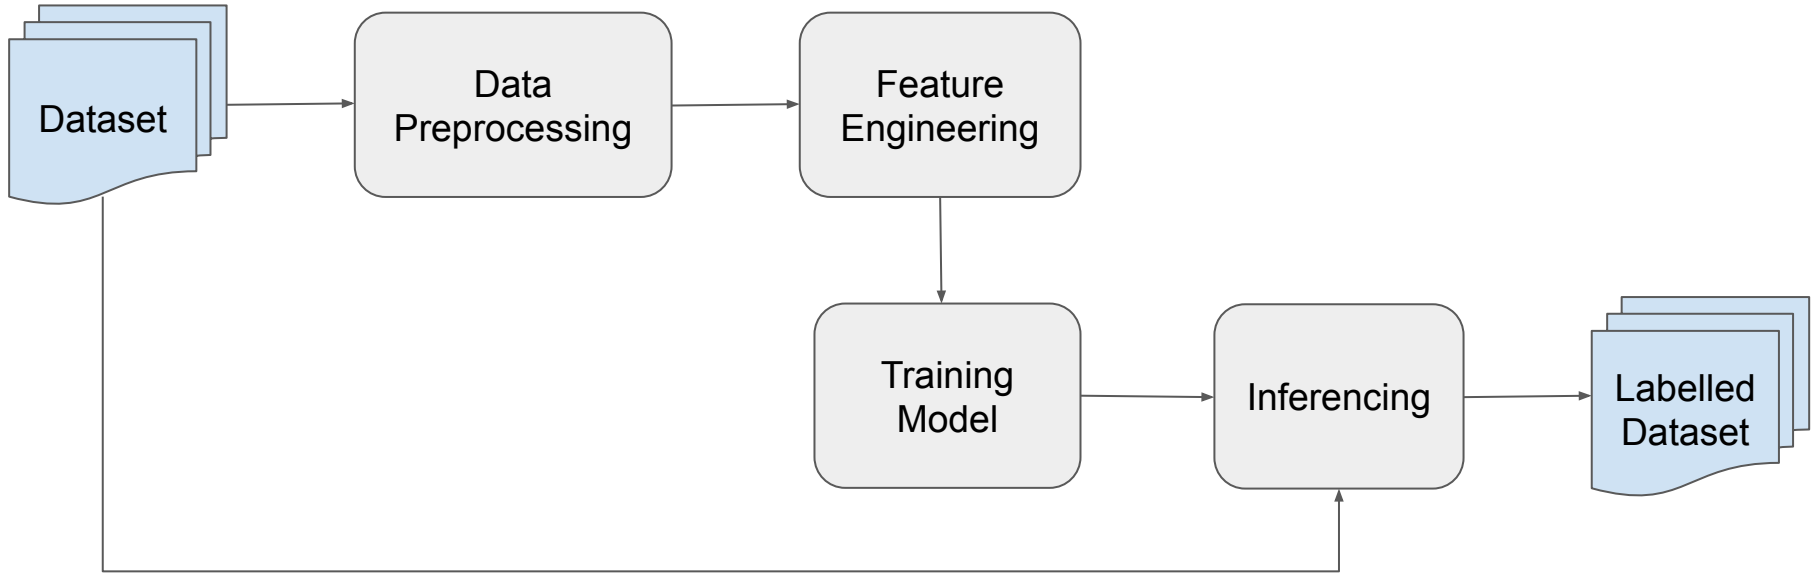 Dataset
Data
Preprocessing
Feature
Engineering
Training
Model
Inferencing
Labelled
Dataset